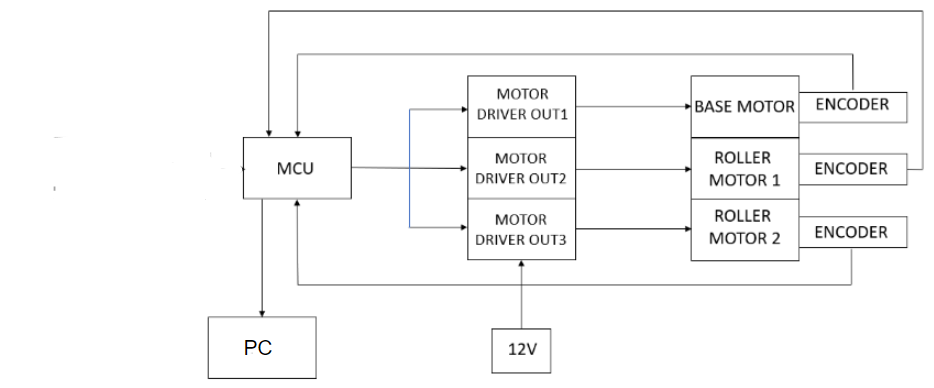 MOTOR
DRIVER OUT1
BASE MOTOR
ENCODER
MCU
MOTOR
DRIVER OUT2
ROLLER
MOTOR 1
ENCODER
MOTOR
DRIVER OUT3
ROLLER
MOTOR 2
ENCODER
PC
12V